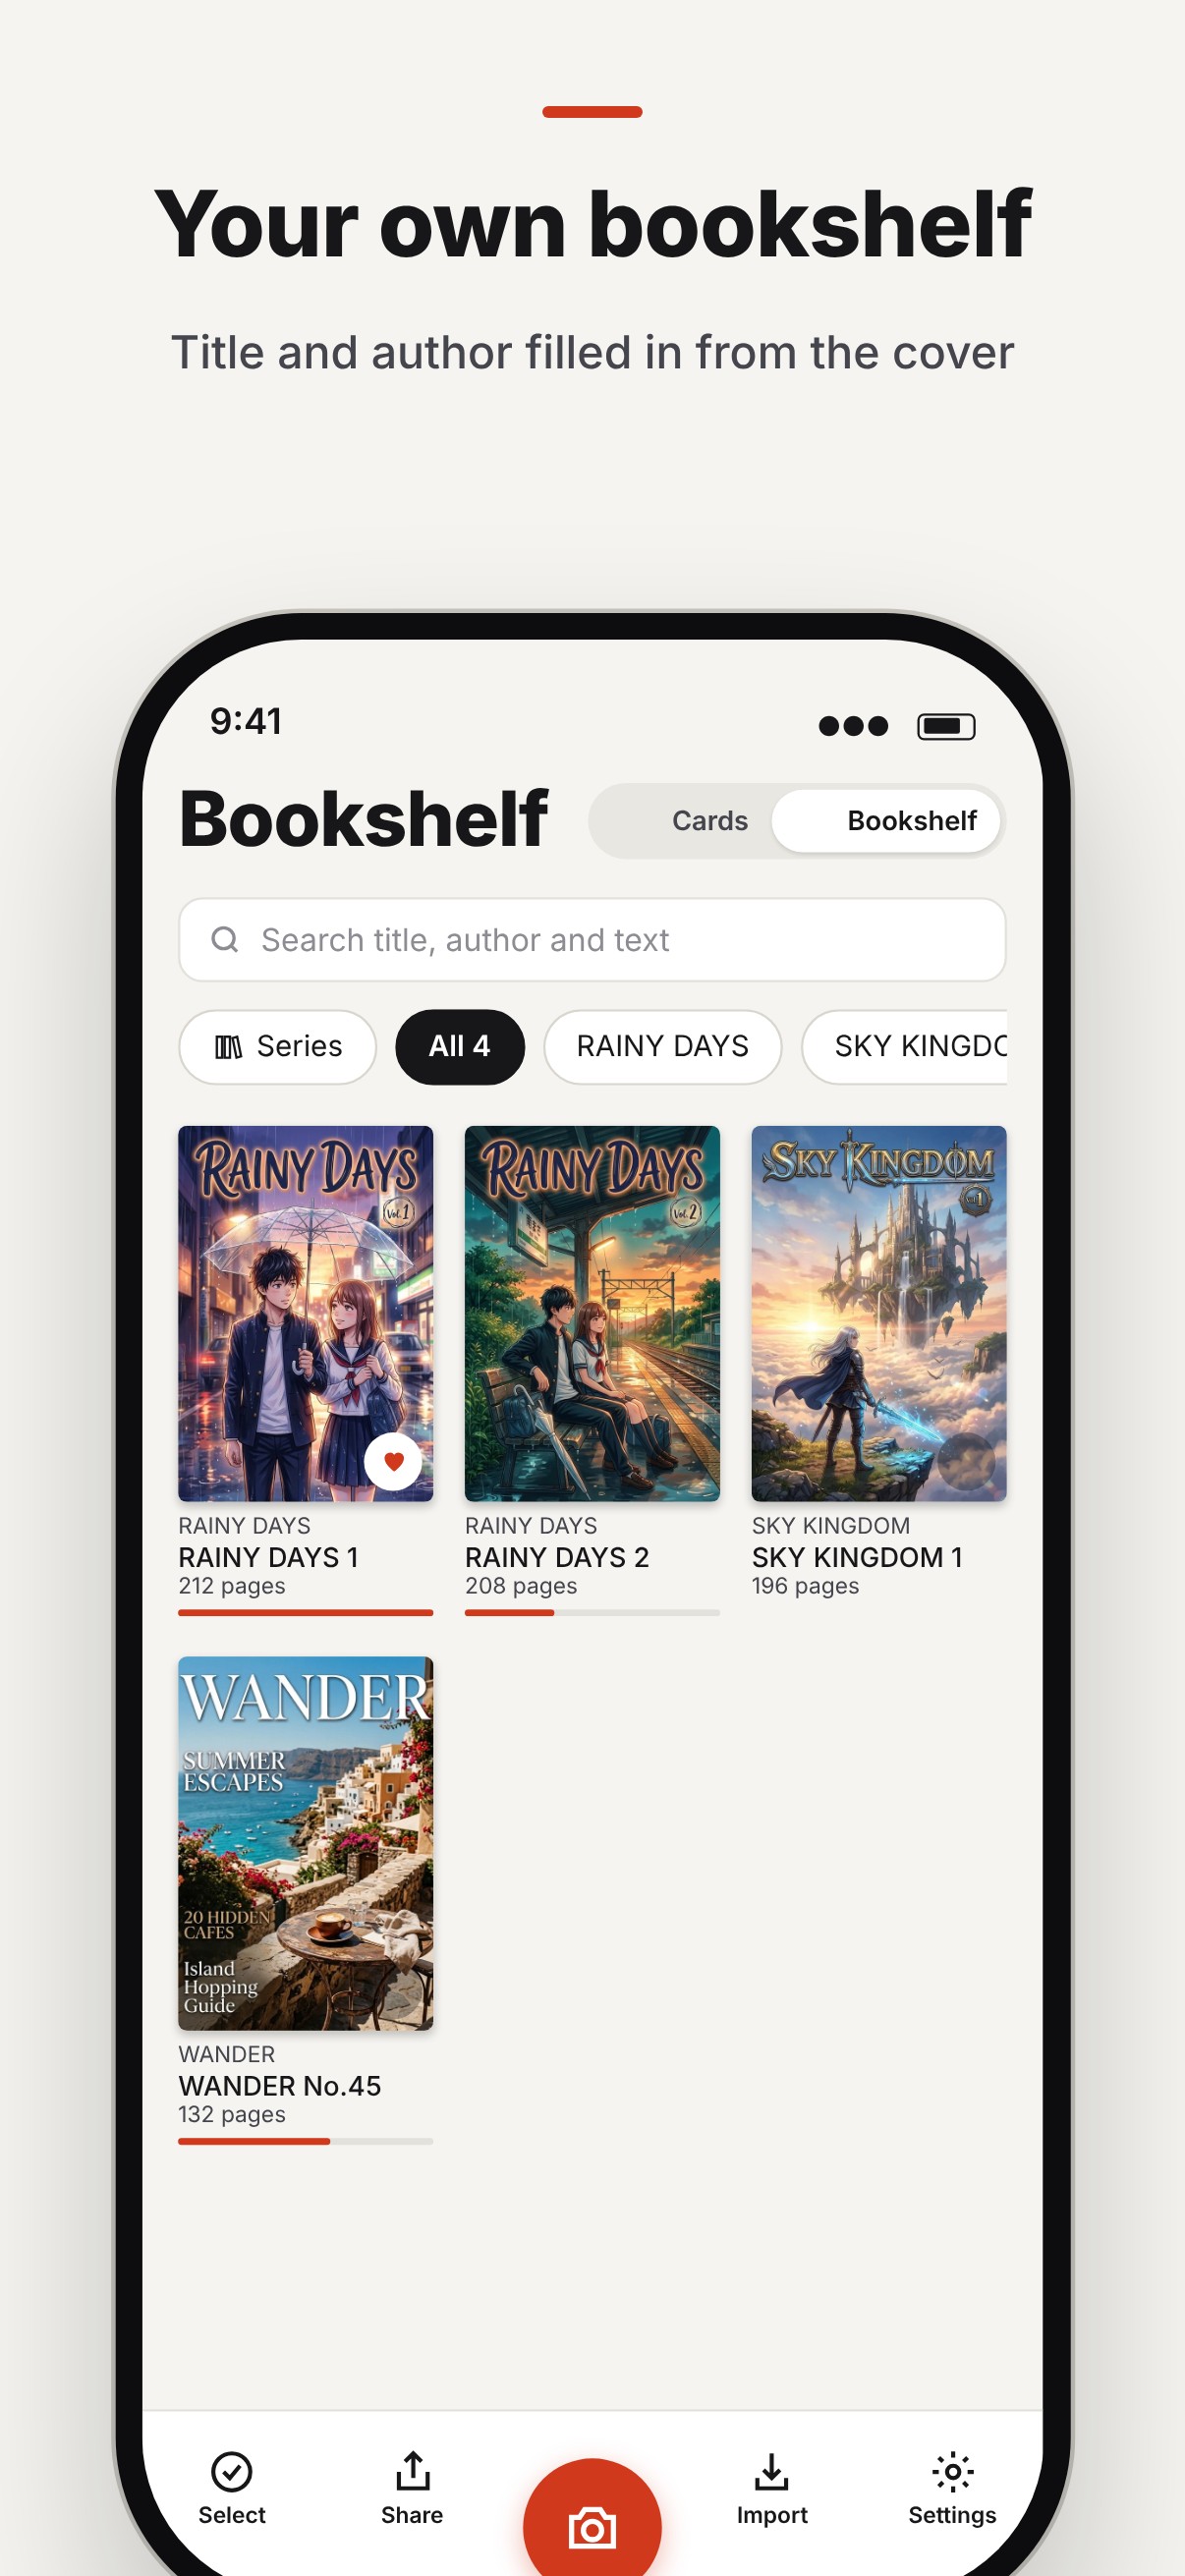 Your own bookshelf
Title and author filled in from the cover
9:41
Bookshelf
Cards
Bookshelf
Search title, author and text
Series
All 4
RAINY DAYS
SKY KINGDO
RAINY DAYS
Vol.1
RAINY DAYS
Vol.2
SKY KINGDOM
RAINY DAYS
RAINY DAYS 1
212 pages
RAINY DAYS
RAINY DAYS 2
208 pages
SKY KINGDOM
SKY KINGDOM 1
196 pages
WANDER
SUMMER
ESCAPES
20 HIDDEN
CAFES
Island
Hopping
Guide
WANDER
WANDER No.45
132 pages
Select
Share
Import
Settings